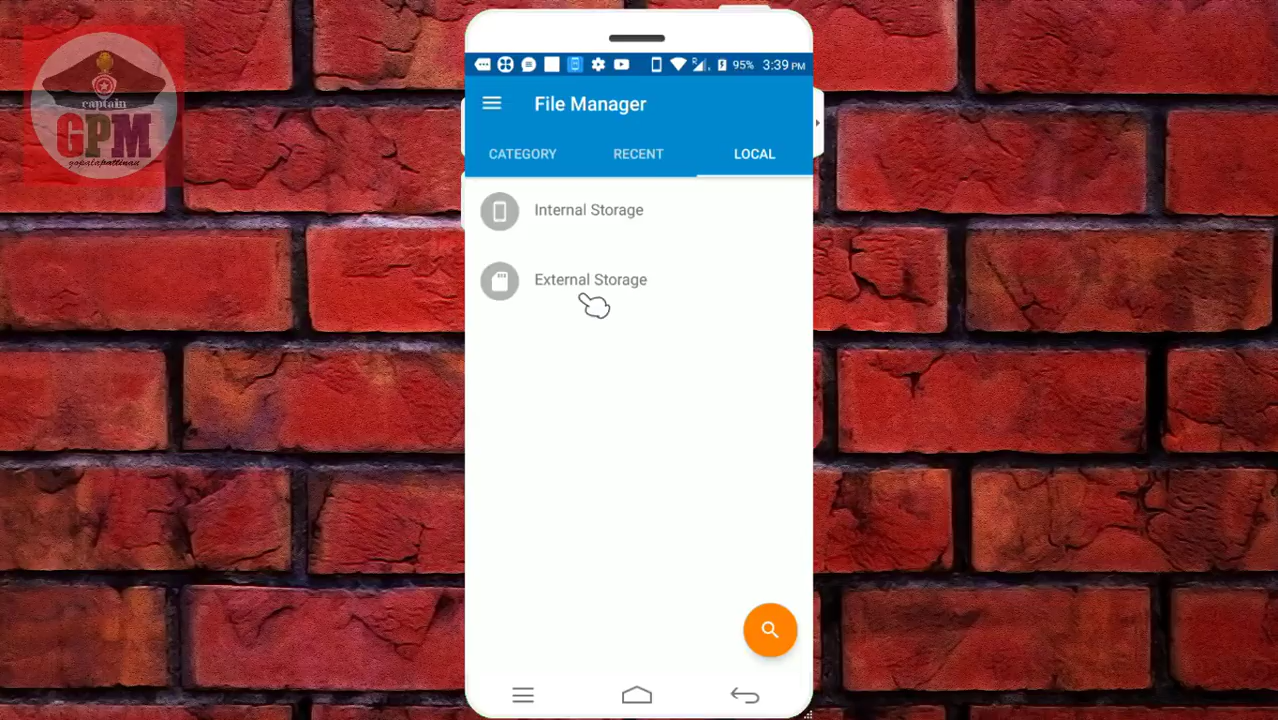 captain
GPM
gopalapattinam
95% 3:39 PM
File Manager
CATEGORY RECENT LOCAL
Internal Storage
External Storage